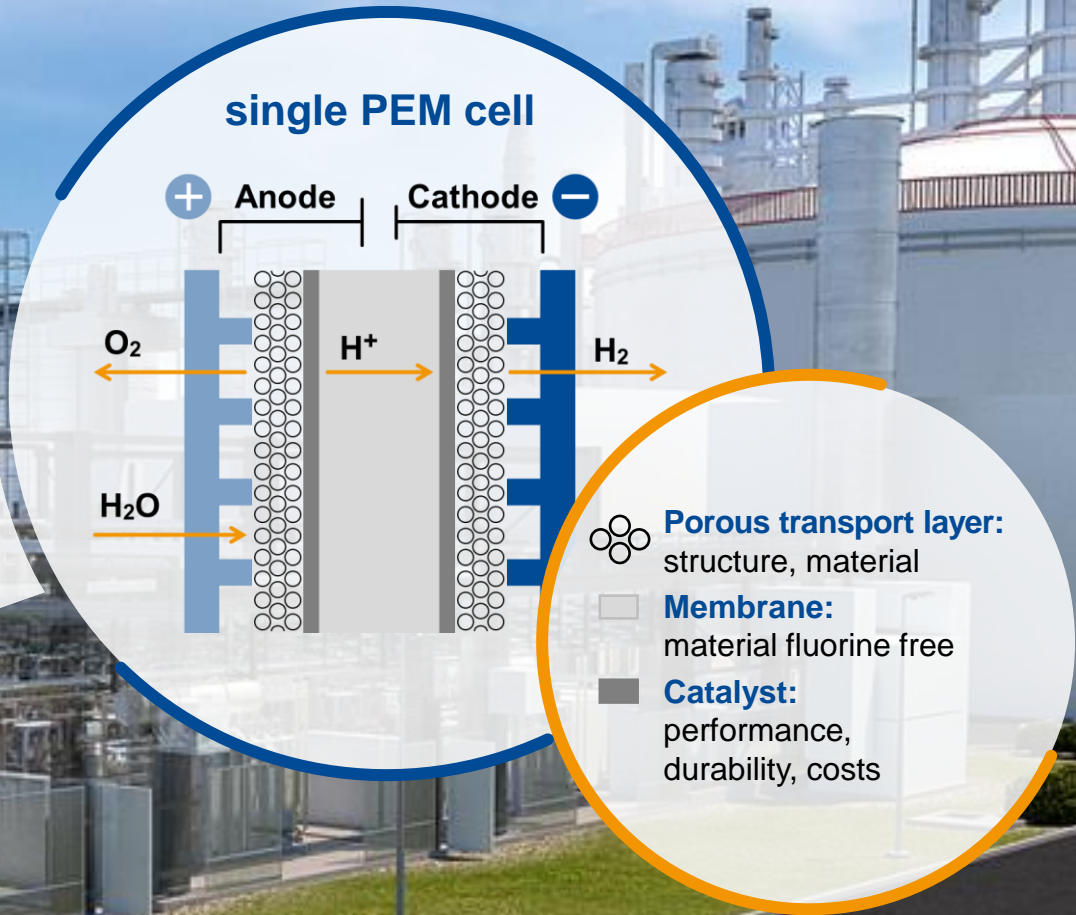 single PEM cell
+ Anode Cathode −
O₂ H⁺ H₂
H₂O
Porous transport layer:
structure, material
Membrane:
material fluorine free
Catalyst:
performance,
durability, costs